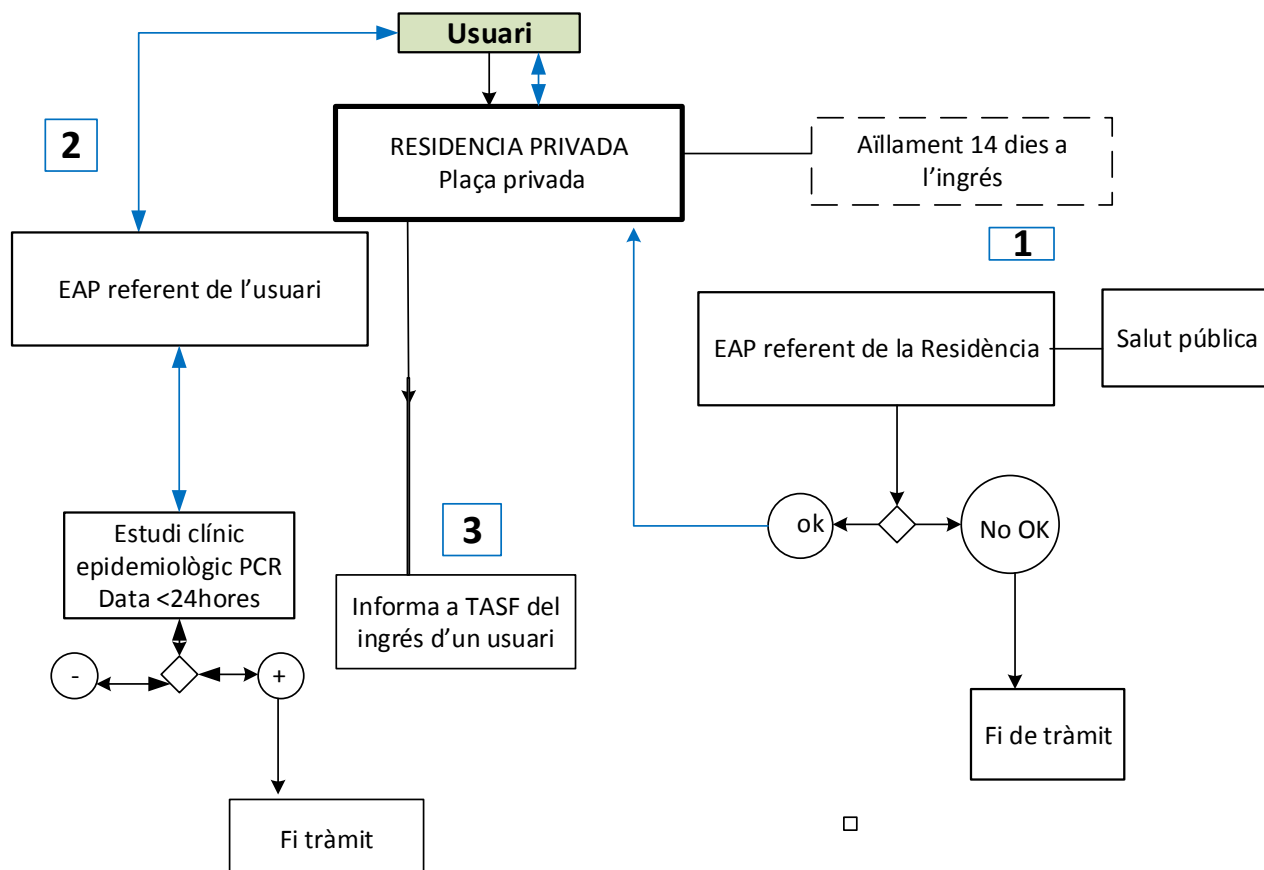 Usuari
2
RESIDENCIA PRIVADA
Plaça privada
Aïllament 14 dies a
l'ingrés
1
EAP referent de l'usuari
EAP referent de la Residència
Salut pública
Estudi clínic
epidemiològic PCR
Data <24hores
3
ok
No OK
Informa a TASF del
ingrés d'un usuari
-
+
Fi de tràmit
Fi tràmit